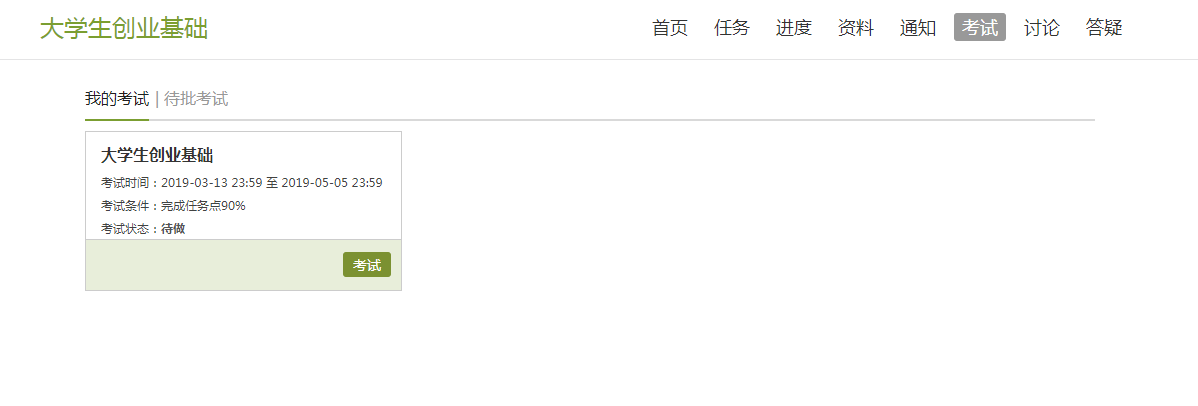 大学生创业基础 首页 任务 进度 资料 通知 考试 讨论 答疑
我的考试 | 待批考试
大学生创业基础
考试时间：2019-03-13 23:59 至 2019-05-05 23:59
考试条件：完成任务点90%
考试状态：待做
考试